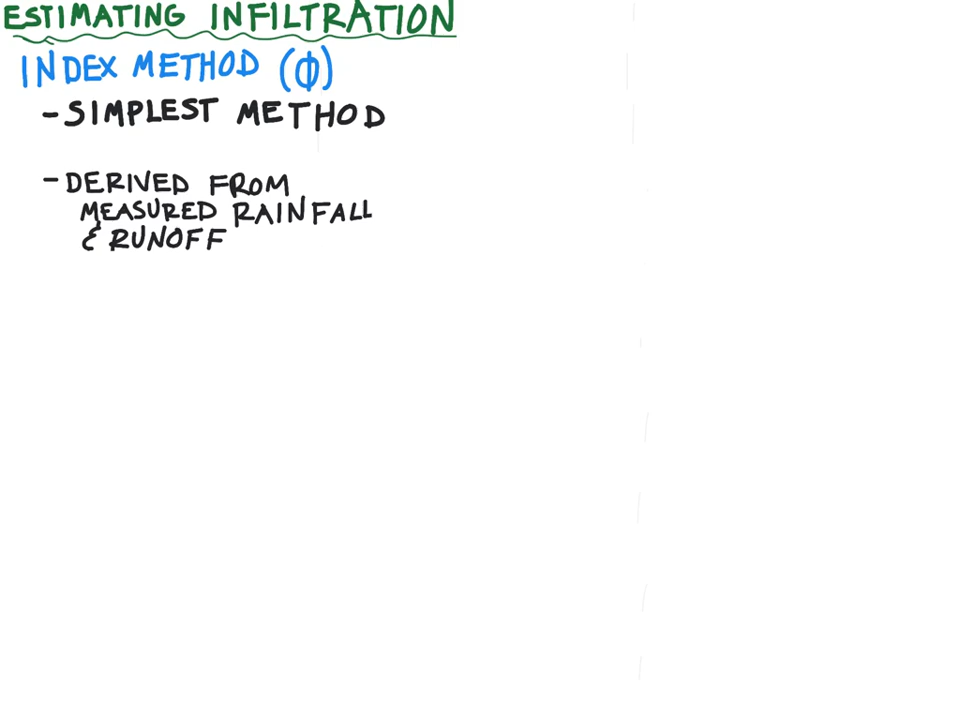 ESTIMATING INFILTRATION
INDEX METHOD (Φ)
- SIMPLEST METHOD
- DERIVED FROM
MEASURED RAINFALL
& RUNOFF